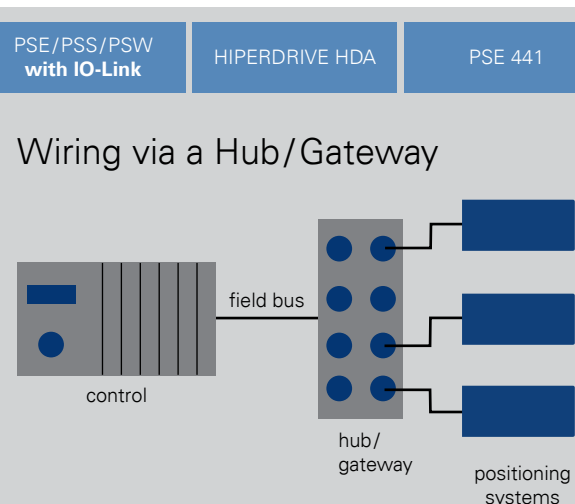 PSE/PSS/PSW
with IO-Link
HIPERDRIVE HDA
PSE 441
Wiring via a Hub/Gateway
field bus
control
hub/
gateway
positioning
systems